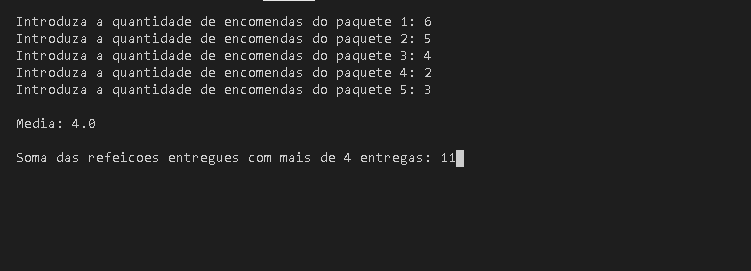 Introduza a quantidade de encomendas do paquete 1: 6
Introduza a quantidade de encomendas do paquete 2: 5
Introduza a quantidade de encomendas do paquete 3: 4
Introduza a quantidade de encomendas do paquete 4: 2
Introduza a quantidade de encomendas do paquete 5: 3
Media: 4.0
Soma das refeicoes entregues com mais de 4 entregas: 11